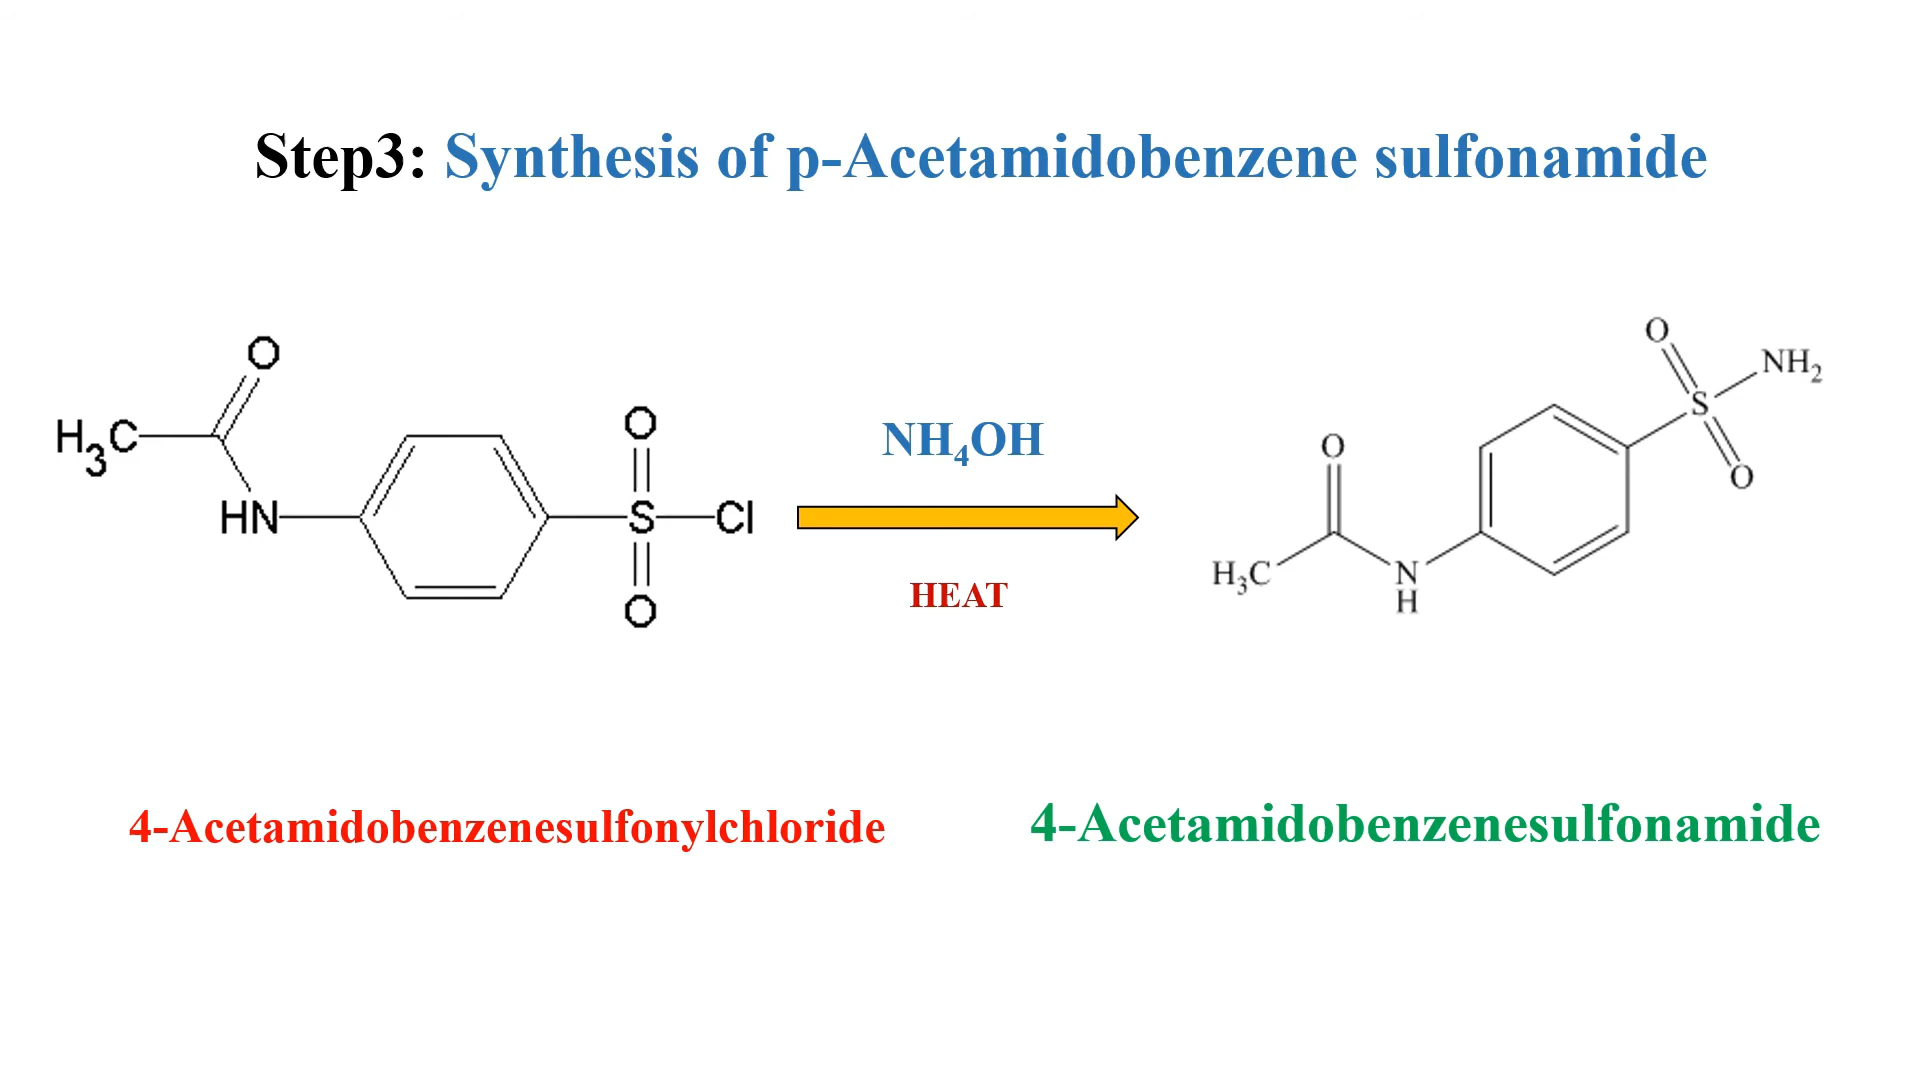 Step3: Synthesis of p-Acetamidobenzene sulfonamide
O
H₃C
HN
O
S
Cl
O
NH₄OH
HEAT
O
NH₂
S
O
O
H₃C
N
H
4-Acetamidobenzenesulfonylchloride
4-Acetamidobenzenesulfonamide